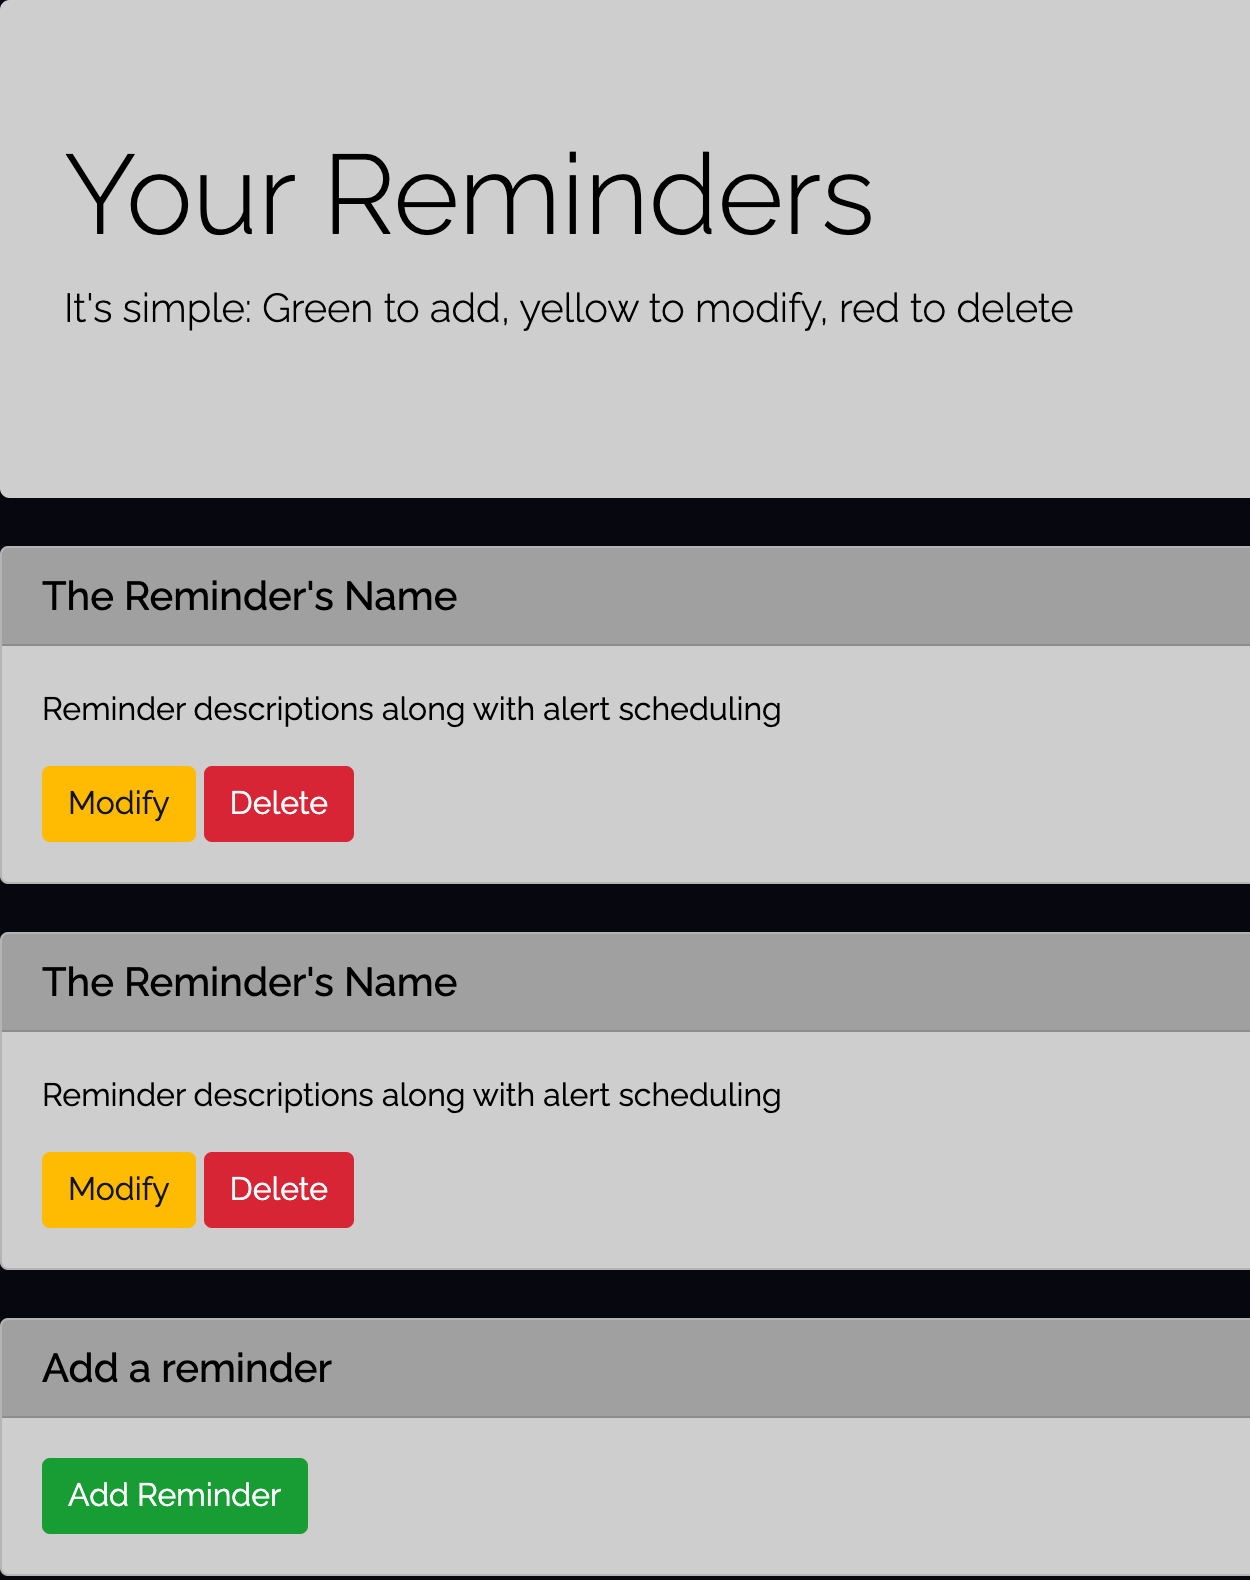 Your Reminders
It's simple: Green to add, yellow to modify, red to delete
The Reminder's Name
Reminder descriptions along with alert scheduling
Modify Delete
The Reminder's Name
Reminder descriptions along with alert scheduling
Modify Delete
Add a reminder
Add Reminder